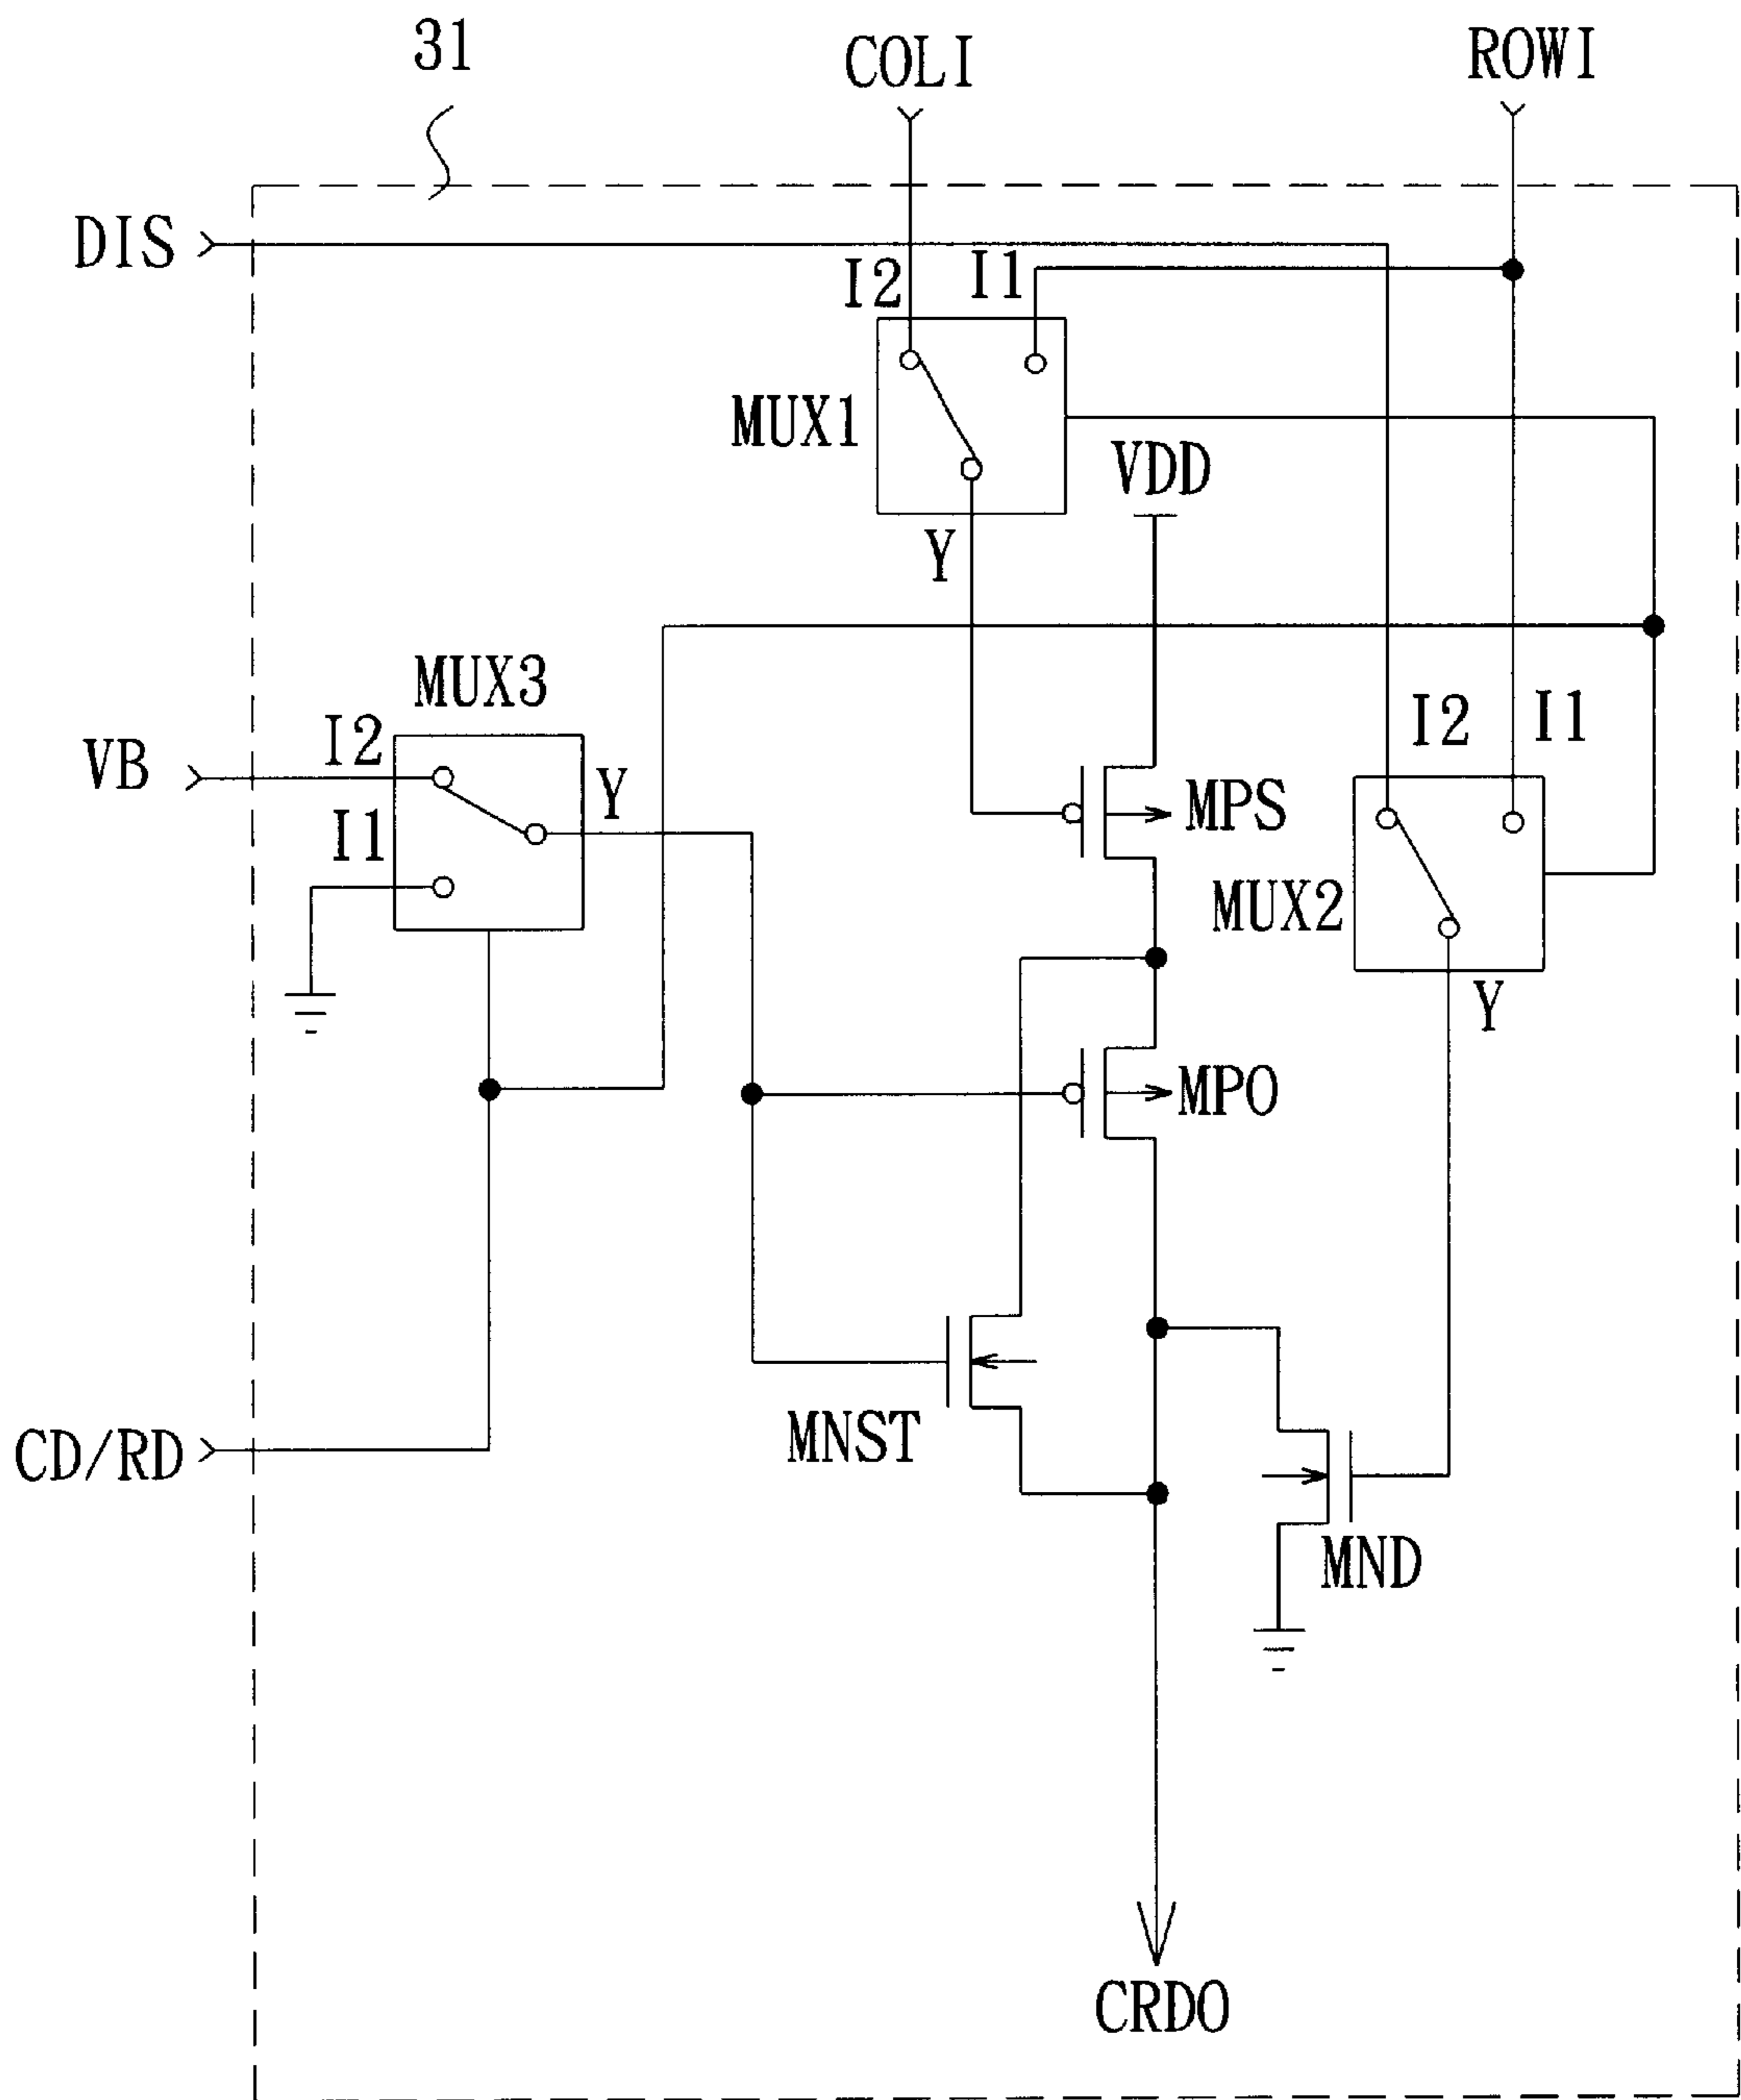 31
COLI
ROWI
DIS
I2
I1
MUX1
VDD
Y
MUX3
I2
I1
VB
I2
Y
MPS
I1
MUX2
Y
MPO
MNST
CD/RD
MND
CRDO